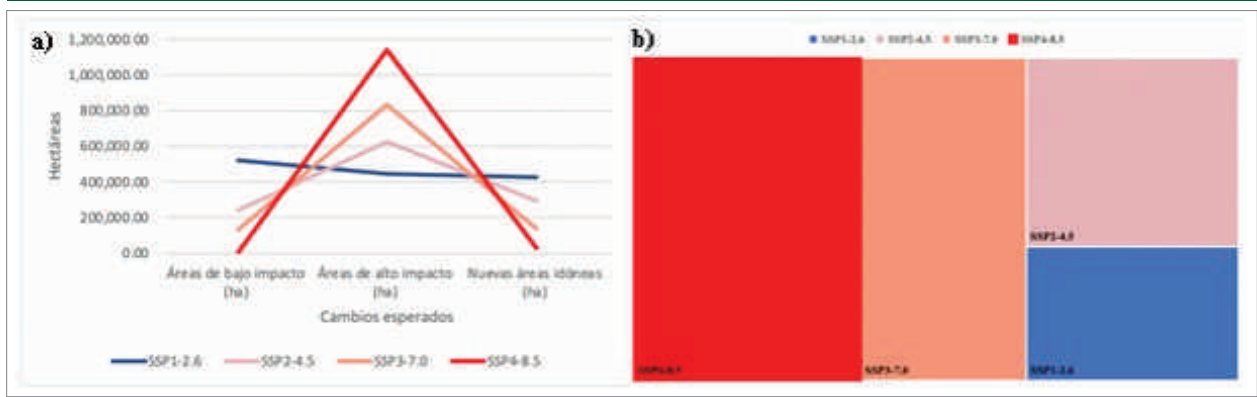 a)
1,200,000.00
1,000,000.00
800,000.00
600,000.00
400,000.00
200,000.00
0.00
Hectáreas
Áreas de bajo impacto (ha)
Áreas de alto impacto (ha)
Nuevas áreas idóneas (ha)
Cambios esperados
SSP1-2.6 SSP2-4.5 SSP3-7.0 SSP4-8.5
b)
SSP1-2.6 SSP2-4.5 SSP3-7.0 SSP4-8.5
SSP4-8.5
SSP3-7.0
SSP2-4.5
SSP1-2.6